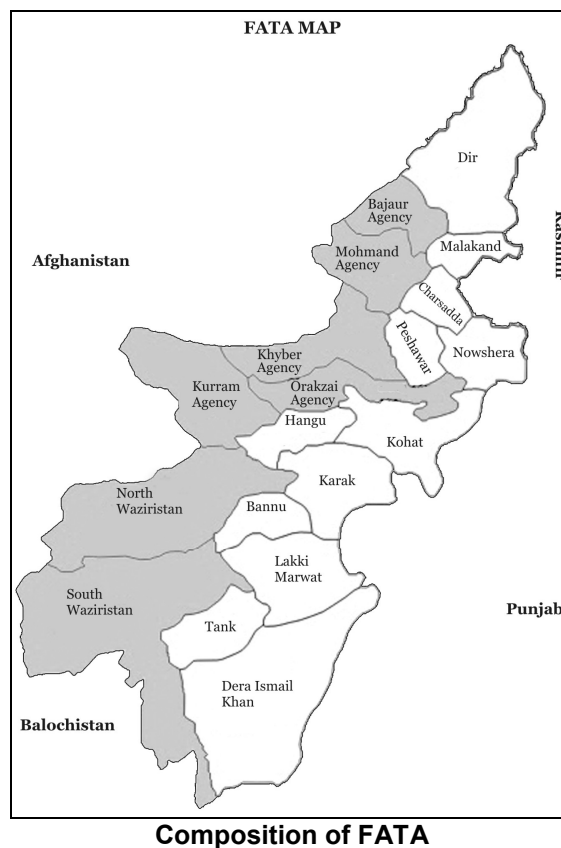 FATA MAP
Dir
Bajaur
Agency
Malakand
Mohmand
Agency
Kashmir
Afghanistan
Charsadda
Peshawar
Nowshera
Khyber
Agency
Orakzai
Agency
Kurram
Agency
Hangu
Kohat
Karak
North
Waziristan
Bannu
Lakki
Marwat
South
Waziristan
Punjab
Tank
Dera Ismail
Khan
Balochistan
Composition of FATA